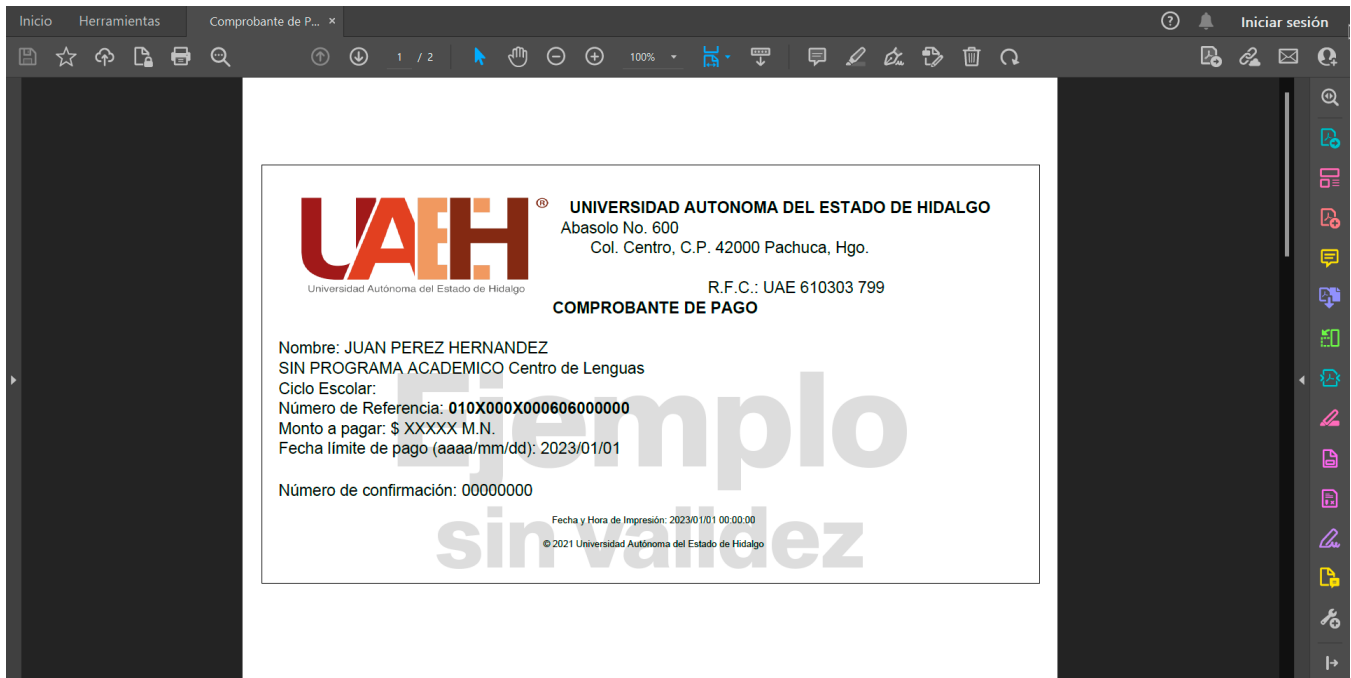 Inicio Herramientas Comprobante de P... × Iniciar sesión
1 / 2 100%
UAEH®
Universidad Autónoma del Estado de Hidalgo
UNIVERSIDAD AUTONOMA DEL ESTADO DE HIDALGO
Abasolo No. 600
Col. Centro, C.P. 42000 Pachuca, Hgo.
R.F.C.: UAE 610303 799
COMPROBANTE DE PAGO
Nombre: JUAN PEREZ HERNANDEZ
SIN PROGRAMA ACADEMICO Centro de Lenguas
Ciclo Escolar:
Número de Referencia: 010X000X000606000000
Monto a pagar: $ XXXXX M.N.
Fecha límite de pago (aaaa/mm/dd): 2023/01/01
Ejemplo
Número de confirmación: 00000000
Fecha y Hora de Impresión: 2023/01/01 00:00:00
sin validez
© 2021 Universidad Autónoma del Estado de Hidalgo